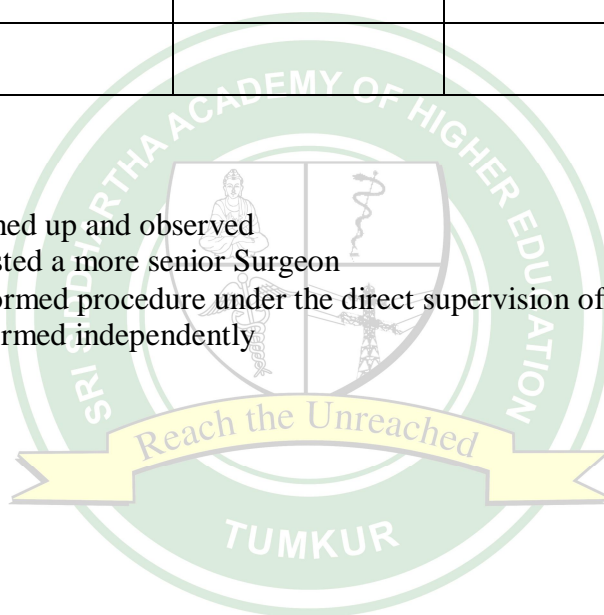 SRI SIDDHARTHA ACADEMY OF HIGHER EDUCATION
ned up and observed
sted a more senior Surgeon
ormed procedure under the direct supervision of
rmed independently
Reach the Unreached
TUMKUR